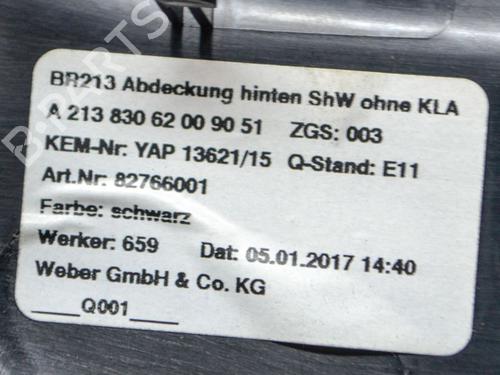 B-PARTS
BR213 Abdeckung hinten ShW ohne KLA
A 213 830 62 00 90 51 ZGS: 003
KEM-Nr: YAP 13621/15 Q-Stand: E11
Art.Nr: 82766001
Farbe: schwarz
Werker: 659 Dat: 05.01.2017 14:40
Weber GmbH & Co. KG
____Q001____